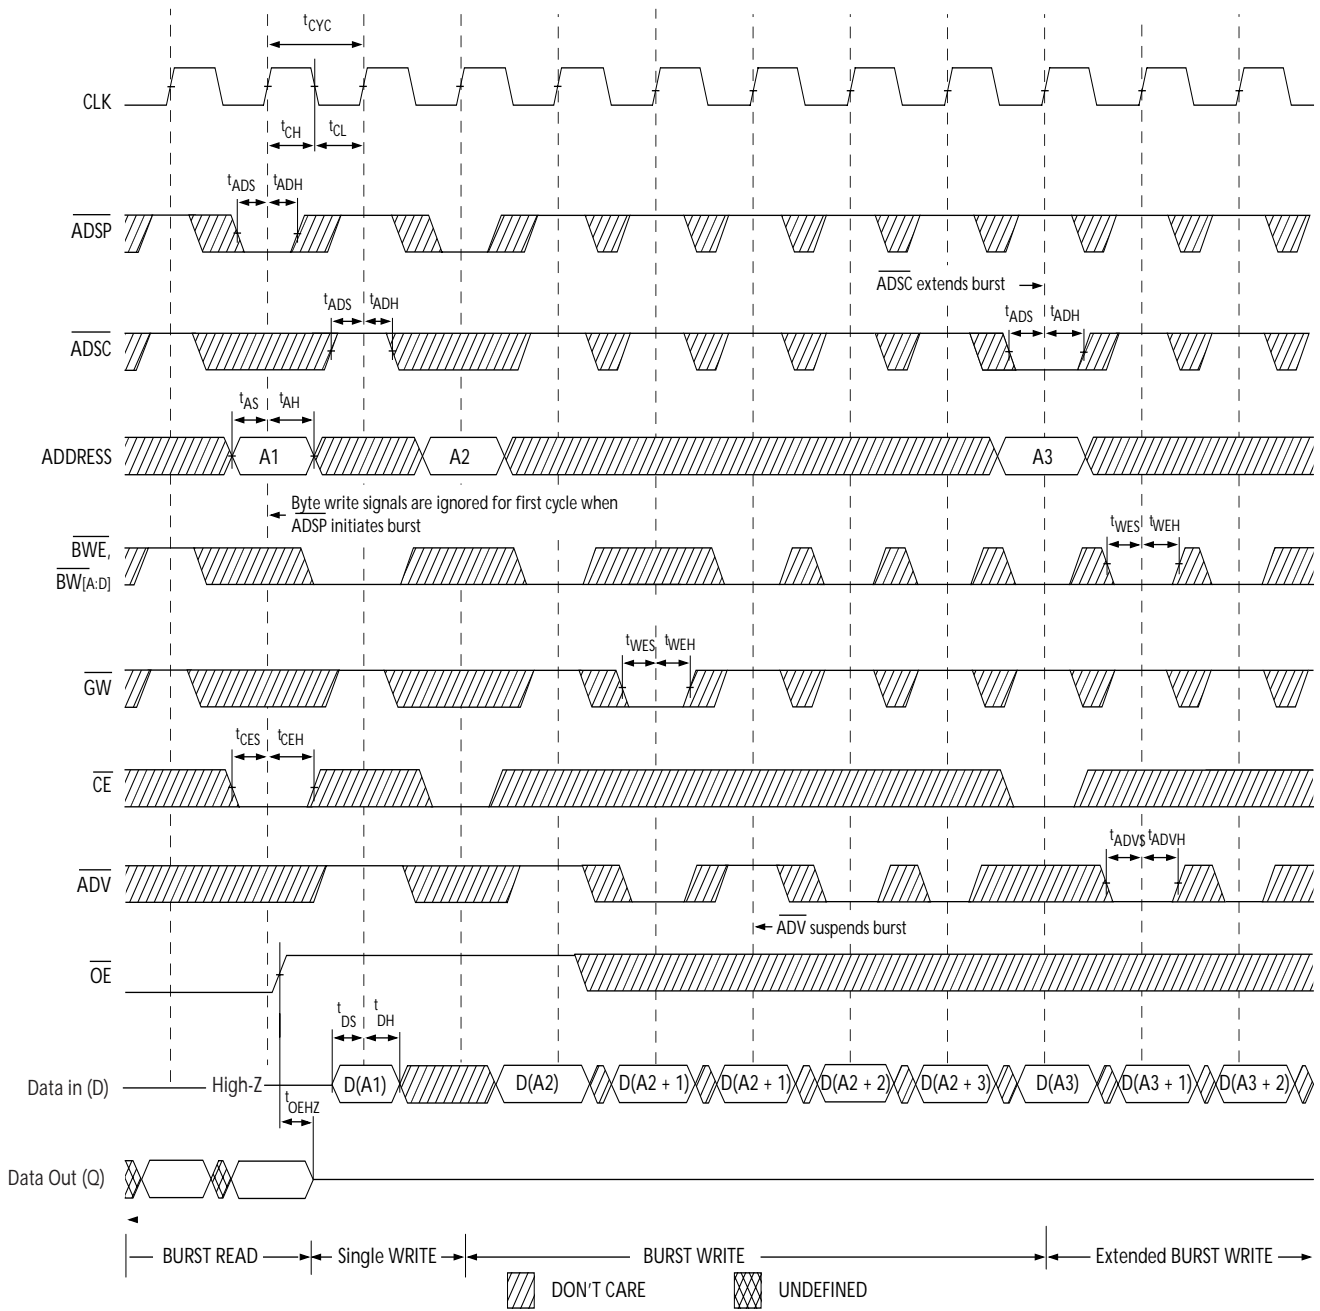 tCYC
CLK
tCH
tCL
tADS
tADH
ADSP
ADSC extends burst
tADS
tADH
tADS
tADH
ADSC
tAS
tAH
ADDRESS
A1
A2
A3
Byte write signals are ignored for first cycle when
ADSP initiates burst
tWES
tWEH
BWE,
BW[A:D]
tWES
tWEH
GW
tCES
tCEH
CE
tADVS
tADVH
ADV
ADV suspends burst
OE
tDS
tDH
Data in (D)
High-Z
D(A1)
D(A2)
D(A2 + 1)
D(A2 + 1)
D(A2 + 2)
D(A2 + 3)
D(A3)
D(A3 + 1)
D(A3 + 2)
tOEHZ
Data Out (Q)
BURST READ
Single WRITE
BURST WRITE
Extended BURST WRITE
DON'T CARE
UNDEFINED